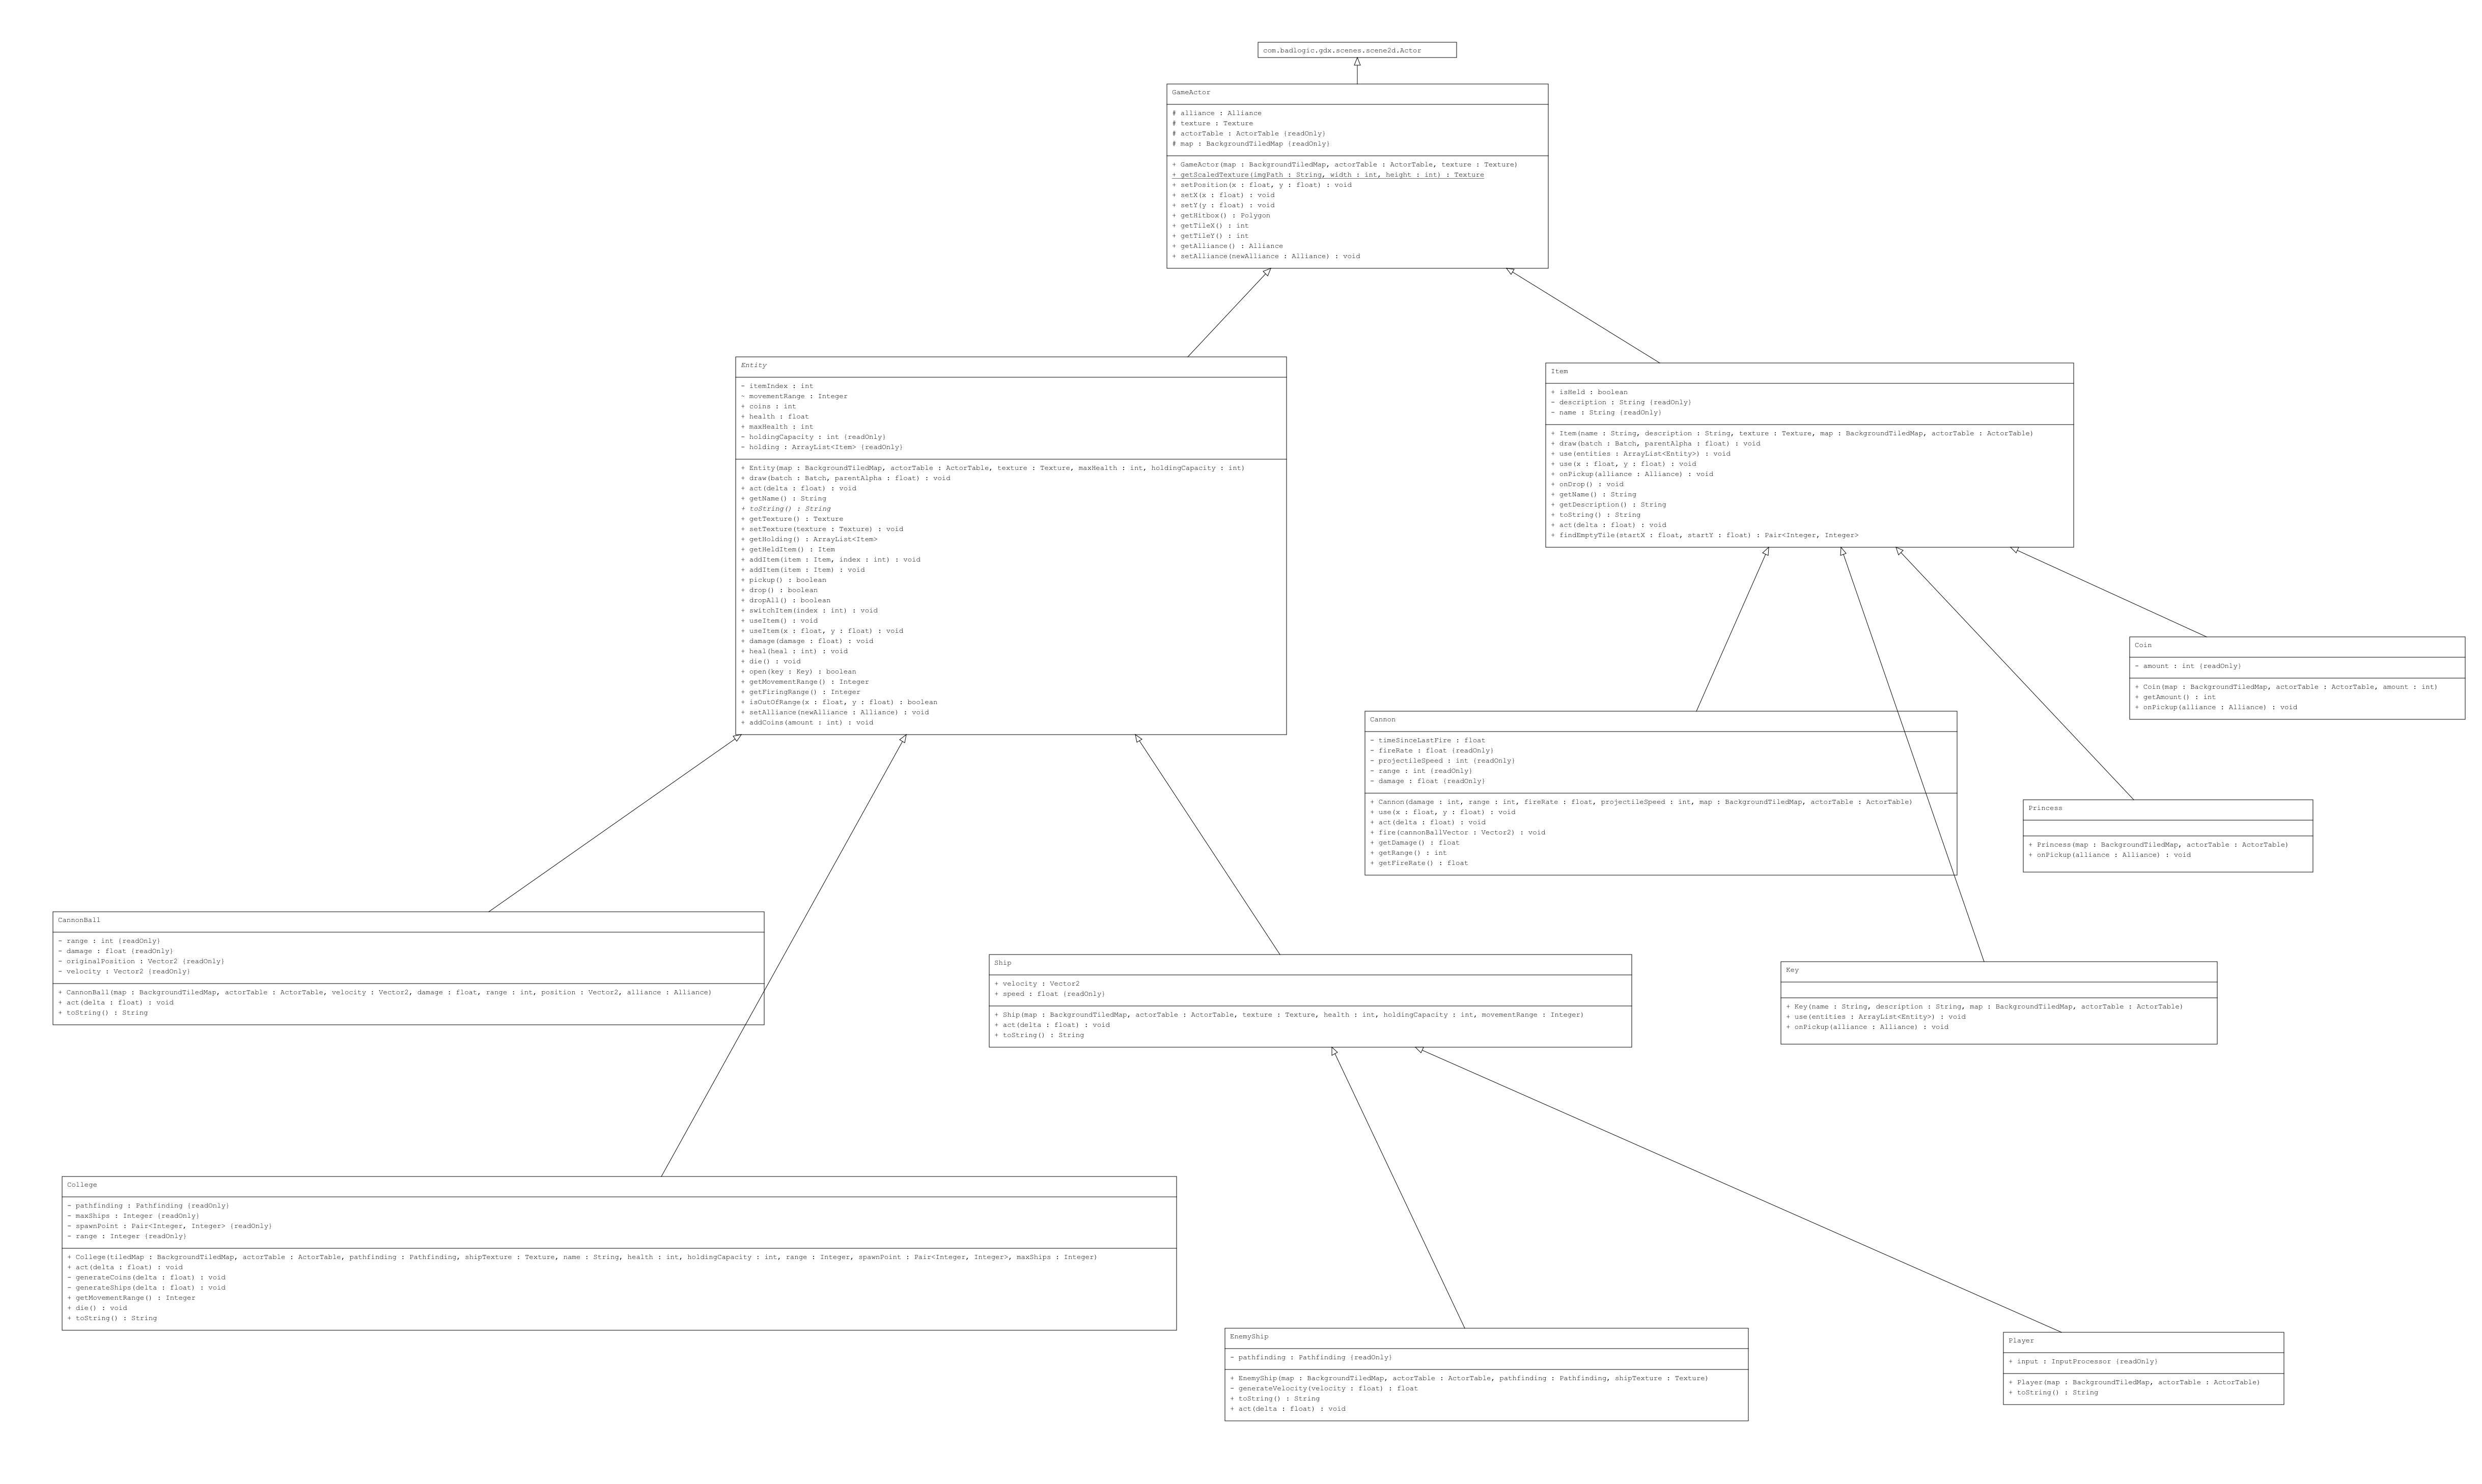 com.badlogic.gdx.scenes.scene2d.Actor
GameActor
# alliance : Alliance
# texture : Texture
# actorTable : ActorTable {readOnly}
# map : BackgroundTiledMap {readOnly}
+ GameActor(map : BackgroundTiledMap, actorTable : ActorTable, texture : Texture)
+ getScaledTexture(imgPath : String, width : int, height : int) : Texture
+ setPosition(x : float, y : float) : void
+ setX(x : float) : void
+ setY(y : float) : void
+ getHitbox() : Polygon
+ getTileX() : int
+ getTileY() : int
+ getAlliance() : Alliance
+ setAlliance(newAlliance : Alliance) : void
Entity
- itemIndex : int
- movementRange : Integer
+ coins : int
+ health : float
+ maxHealth : int
- holdingCapacity : int {readOnly}
- holding : ArrayList<Item> {readOnly}
+ Entity(map : BackgroundTiledMap, actorTable : ActorTable, texture : Texture, maxHealth : int, holdingCapacity : int)
+ draw(batch : Batch, parentAlpha : float) : void
+ act(delta : float) : void
+ getName() : String
+ toString() : String
+ getTexture() : Texture
+ setTexture(texture : Texture) : void
+ getHolding() : ArrayList<Item>
+ getHeldItem() : Item
+ addItem(item : Item, index : int) : void
+ addItem(item : Item) : void
+ pickup() : boolean
+ drop() : boolean
+ dropAll() : boolean
+ switchItem(index : int) : void
+ useItem() : void
+ useItem(x : float, y : float) : void
+ damage(damage : float) : void
+ heal(heal : int) : void
+ die() : void
+ open(key : Key) : boolean
+ getMovementRange() : Integer
+ getFiringRange() : Integer
+ isOutOfRange(x : float, y : float) : boolean
+ setAlliance(newAlliance : Alliance) : void
+ addCoins(amount : int) : void
Item
+ isHeld : boolean
- description : String {readOnly}
- name : String {readOnly}
+ Item(name : String, description : String, texture : Texture, map : BackgroundTiledMap, actorTable : ActorTable)
+ draw(batch : Batch, parentAlpha : float) : void
+ use(entities : ArrayList<Entity>) : void
+ use(x : float, y : float) : void
+ onPickup(alliance : Alliance) : void
+ onDrop() : void
+ getName() : String
+ getDescription() : String
+ toString() : String
+ act(delta : float) : void
+ findEmptyTile(startX : float, startY : float) : Pair<Integer, Integer>
Coin
- amount : int {readOnly}
+ Coin(map : BackgroundTiledMap, actorTable : ActorTable, amount : int)
+ getAmount() : int
+ onPickup(alliance : Alliance) : void
Cannon
- timeSinceLastFire : float
- fireRate : float {readOnly}
- projectileSpeed : int {readOnly}
- range : int {readOnly}
- damage : float {readOnly}
+ Cannon(damage : int, range : int, fireRate : float, projectileSpeed : int, map : BackgroundTiledMap, actorTable : ActorTable)
+ use(x : float, y : float) : void
+ act(delta : float) : void
+ fire(cannonBallVector : Vector2) : void
+ getDamage() : float
+ getRange() : int
+ getFireRate() : float
Princess
+ Princess(map : BackgroundTiledMap, actorTable : ActorTable)
+ onPickup(alliance : Alliance) : void
CannonBall
- range : int {readOnly}
- damage : float {readOnly}
- originalPosition : Vector2 {readOnly}
- velocity : Vector2 {readOnly}
+ CannonBall(map : BackgroundTiledMap, actorTable : ActorTable, velocity : Vector2, damage : float, range : int, position : Vector2, alliance : Alliance)
+ act(delta : float) : void
+ toString() : String
Ship
+ velocity : Vector2
+ speed : float {readOnly}
+ Ship(map : BackgroundTiledMap, actorTable : ActorTable, texture : Texture, health : int, holdingCapacity : int, movementRange : Integer)
+ act(delta : float) : void
+ toString() : String
Key
+ Key(name : String, description : String, map : BackgroundTiledMap, actorTable : ActorTable)
+ use(entities : ArrayList<Entity>) : void
+ onPickup(alliance : Alliance) : void
College
- pathfinding : Pathfinding {readOnly}
- maxShips : Integer {readOnly}
- spawnPoint : Pair<Integer, Integer> {readOnly}
- range : Integer {readOnly}
+ College(tiledMap : BackgroundTiledMap, actorTable : ActorTable, pathfinding : Pathfinding, shipTexture : Texture, name : String, health : int, holdingCapacity : int, range : Integer, spawnPoint : Pair<Integer, Integer>, maxShips : Integer)
+ act(delta : float) : void
- generateCoins(delta : float) : void
- generateShips(delta : float) : void
+ getMovementRange() : Integer
+ die() : void
+ toString() : String
EnemyShip
- pathfinding : Pathfinding {readOnly}
+ EnemyShip(map : BackgroundTiledMap, actorTable : ActorTable, pathfinding : Pathfinding, shipTexture : Texture)
- generateVelocity(velocity : float) : float
+ toString() : String
+ act(delta : float) : void
Player
+ input : InputProcessor {readOnly}
+ Player(map : BackgroundTiledMap, actorTable : ActorTable)
+ toString() : String